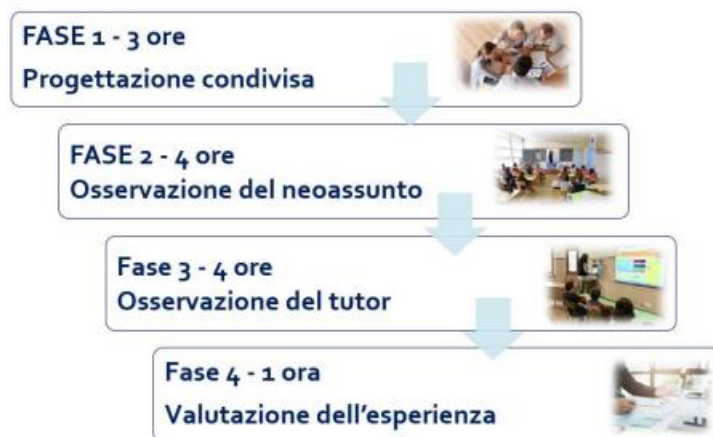 FASE 1 - 3 ore
Progettazione condivisa
FASE 2 - 4 ore
Osservazione del neoassunto
Fase 3 - 4 ore
Osservazione del tutor
Fase 4 - 1 ora
Valutazione dell'esperienza